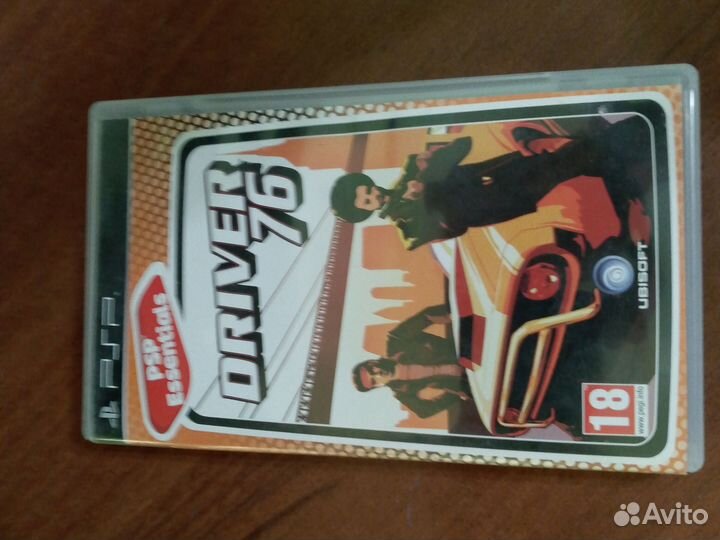 PSP
PSP
Essentials
DRIVER
76
18
www.pegi.info
UBISOFT
Avito